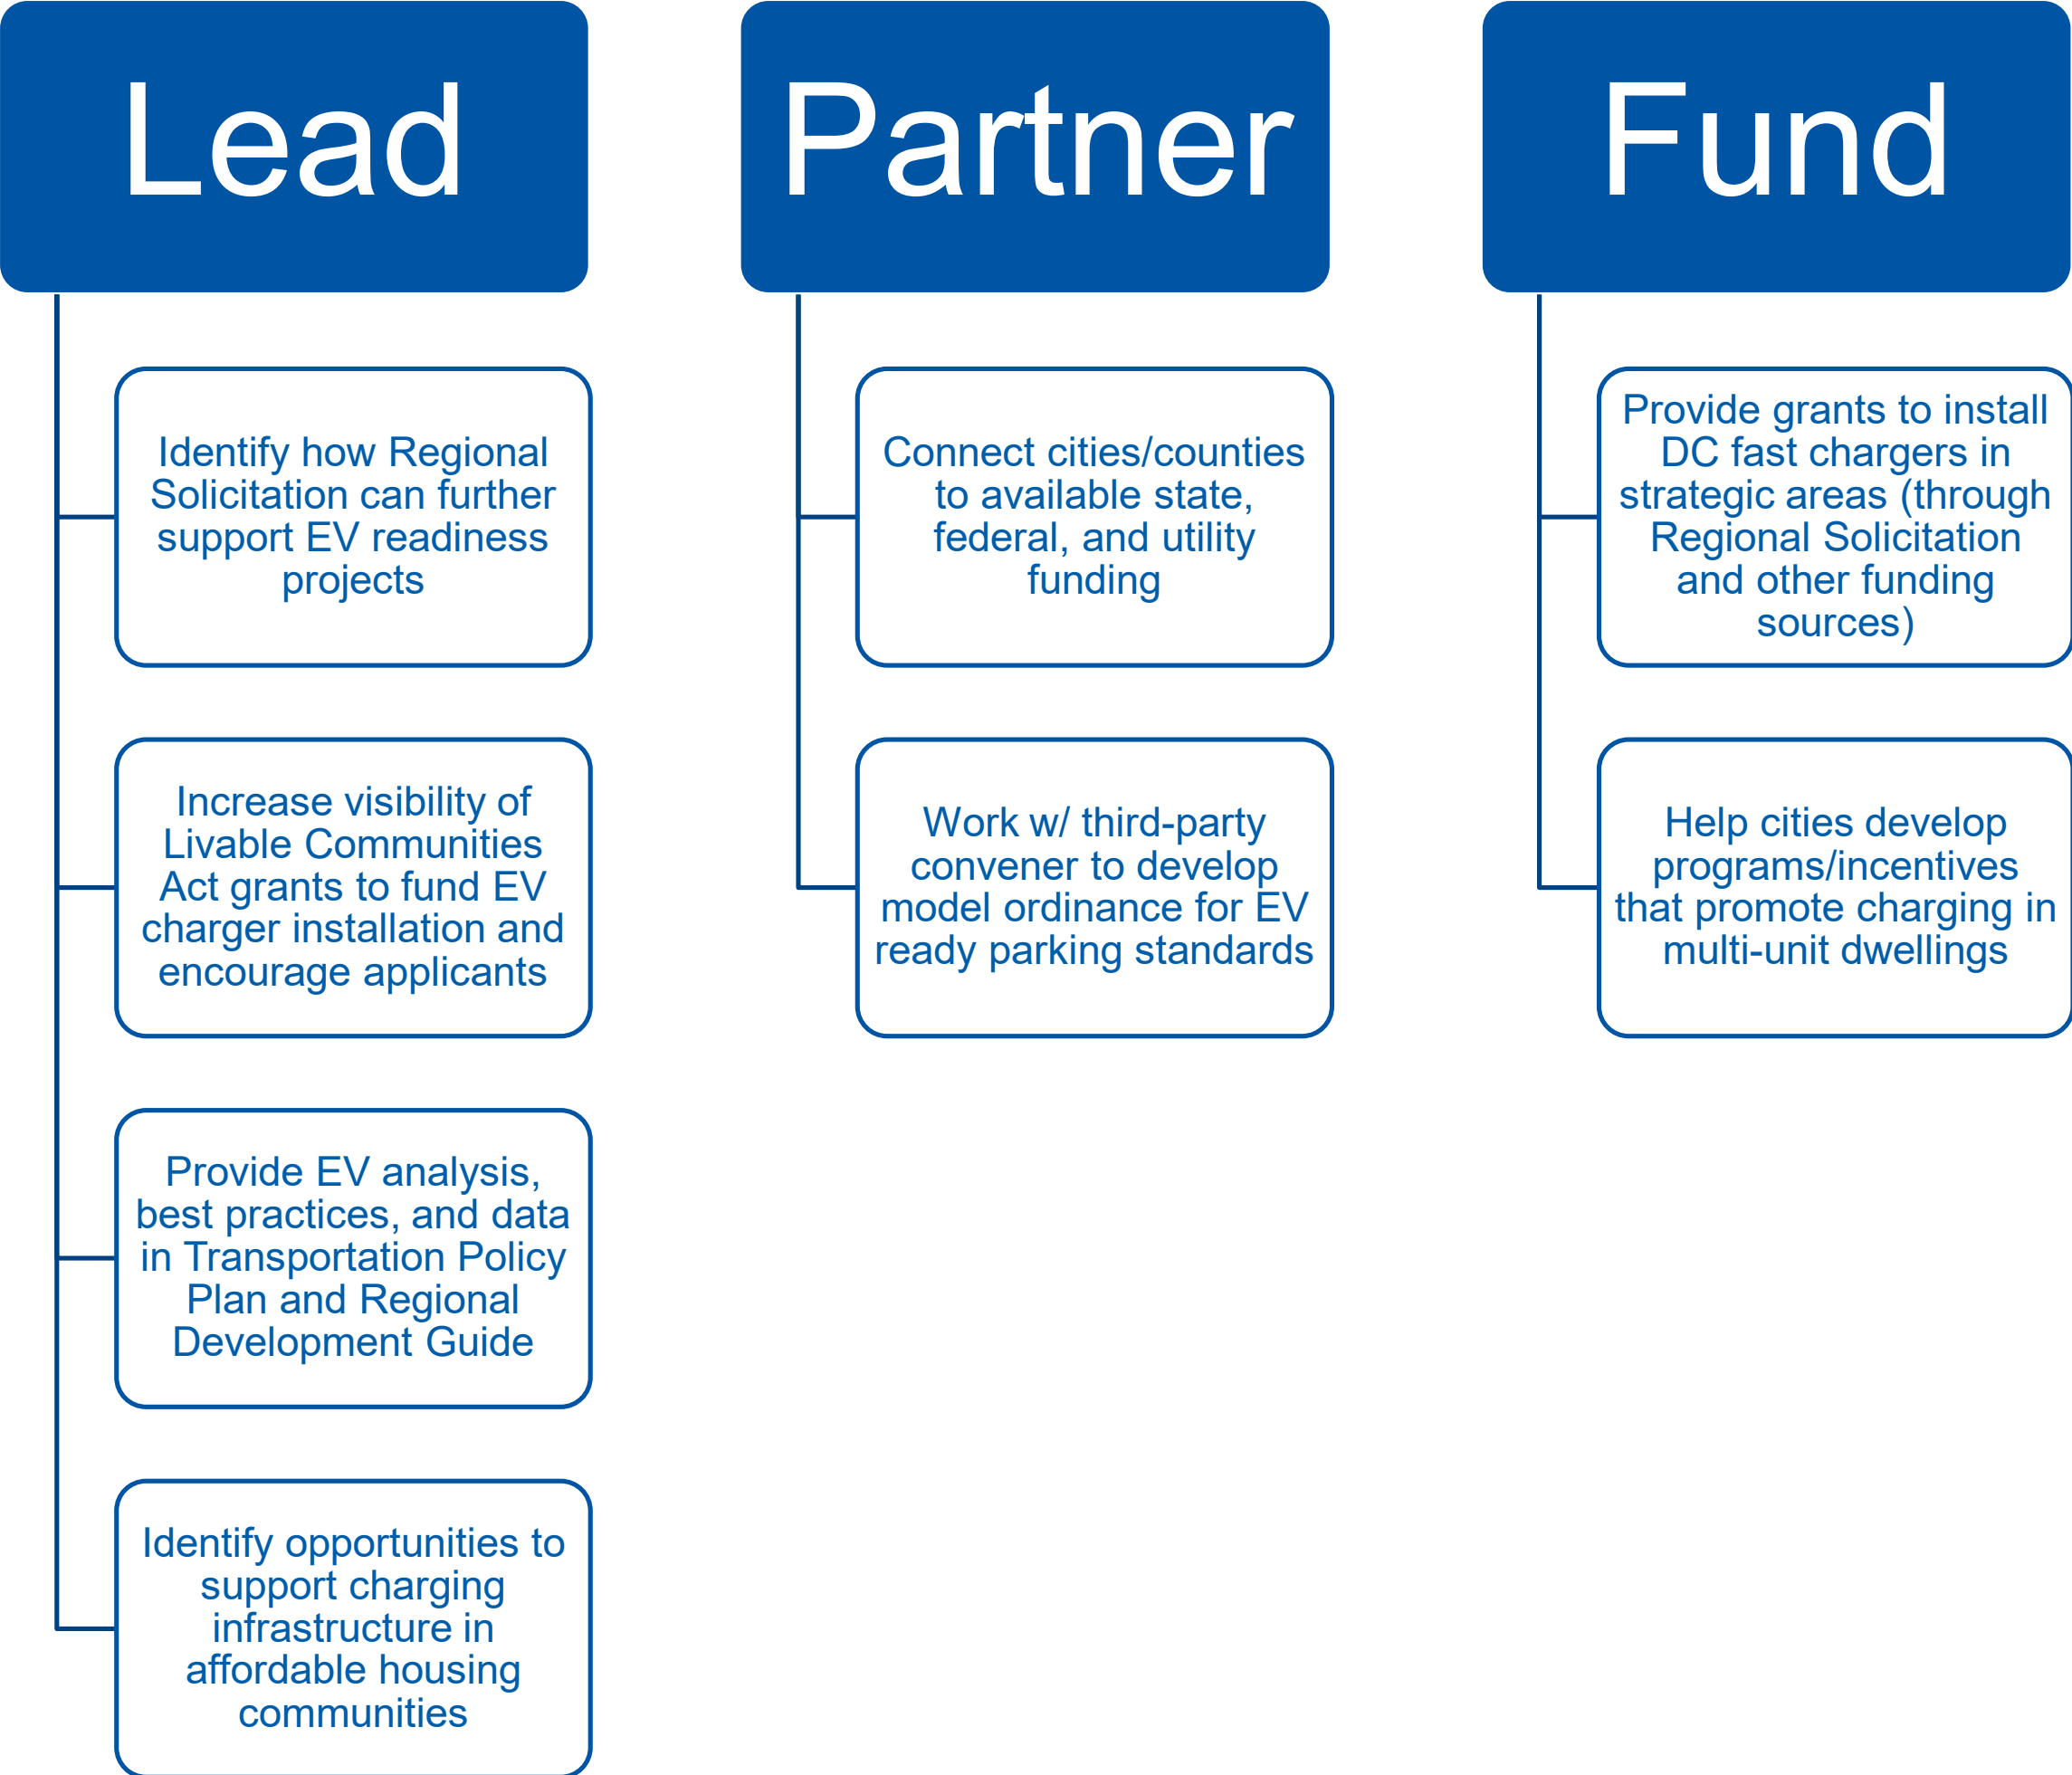 Lead
Identify how Regional
Solicitation can further
support EV readiness
projects
Increase visibility of
Livable Communities
Act grants to fund EV
charger installation and
encourage applicants
Provide EV analysis,
best practices, and data
in Transportation Policy
Plan and Regional
Development Guide
Identify opportunities to
support charging
infrastructure in
affordable housing
communities
Partner
Connect cities/counties
to available state,
federal, and utility
funding
Work w/ third-party
convener to develop
model ordinance for EV
ready parking standards
Fund
Provide grants to install
DC fast chargers in
strategic areas (through
Regional Solicitation
and other funding
sources)
Help cities develop
programs/incentives
that promote charging in
multi-unit dwellings